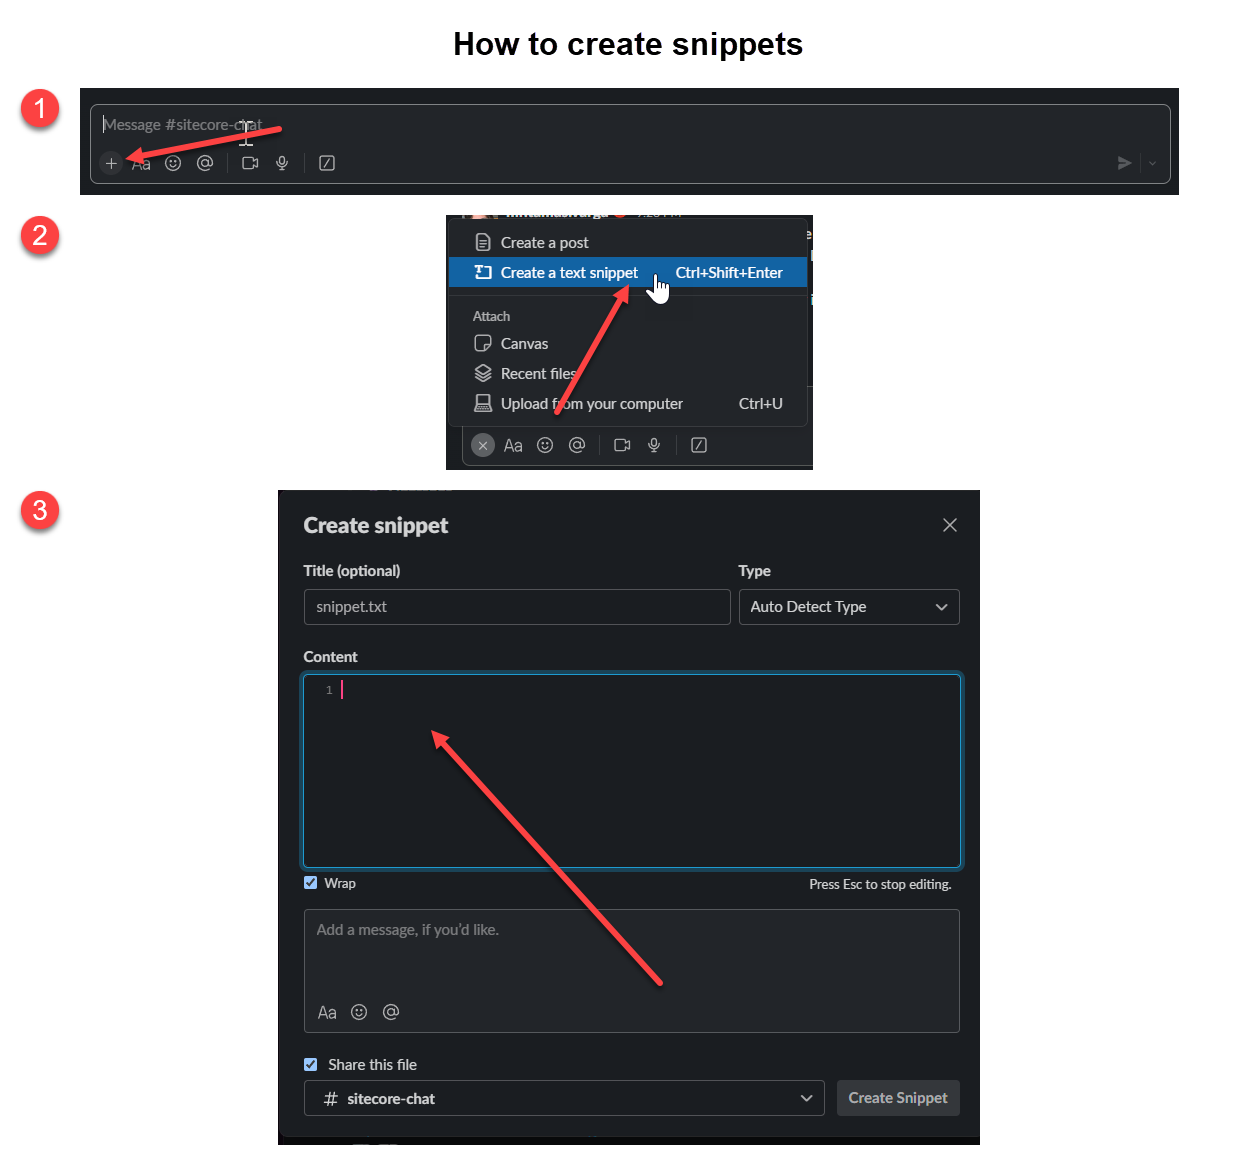 How to create snippets
1
Message #sitecore-chat
Aa
2
Create a post
Create a text snippet Ctrl+Shift+Enter
Attach
Canvas
Recent files
Upload from your computer Ctrl+U
Aa
3
Create snippet
Title (optional) Type
snippet.txt Auto Detect Type
Content
1
Wrap Press Esc to stop editing.
Add a message, if you’d like.
Aa
Share this file
# sitecore-chat Create Snippet